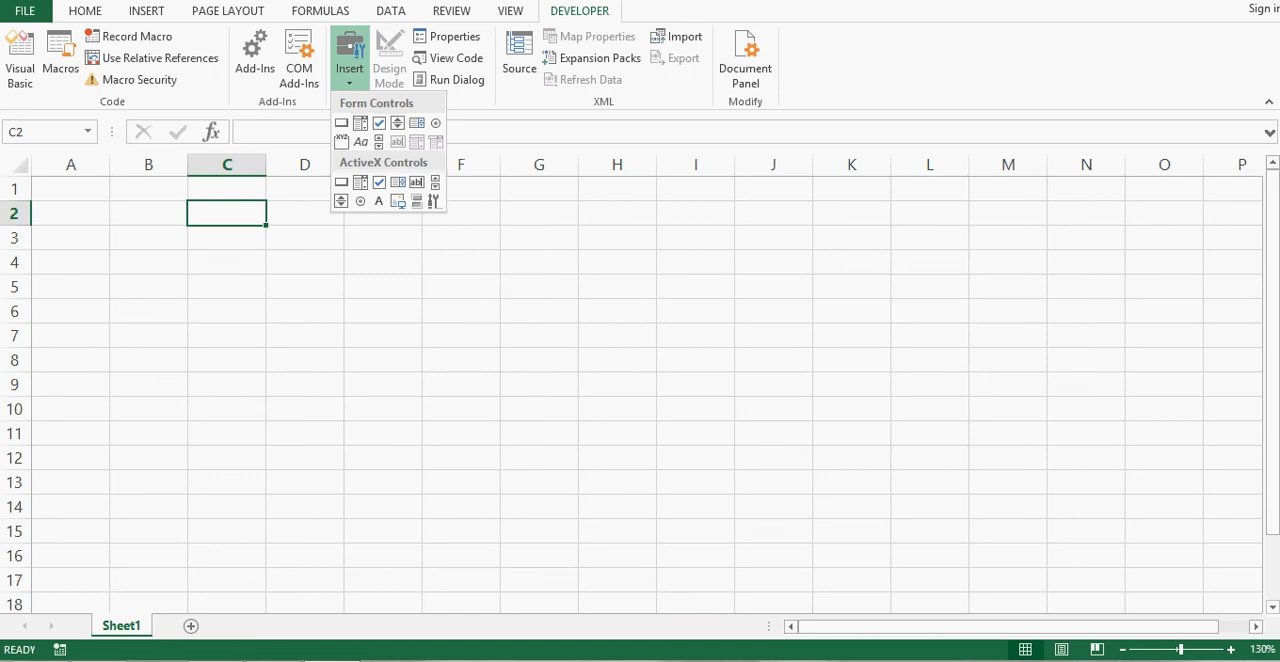 FILE HOME INSERT PAGE LAYOUT FORMULAS DATA REVIEW VIEW DEVELOPER Sign in
Visual Basic
Macros
Record Macro
Use Relative References
Macro Security
Code
Add-Ins
COM Add-Ins
Add-Ins
Insert
Design Mode
Properties
View Code
Run Dialog
Source
Map Properties
Expansion Packs
Refresh Data
Import
Export
XML
Document Panel
Modify
Form Controls
XYZ
Aa
ab|
ActiveX Controls
ab|
A
C2
fx
A B C D F G H I J K L M N O P
1
2
3
4
5
6
7
8
9
10
11
12
13
14
15
16
17
18
Sheet1
READY 130%